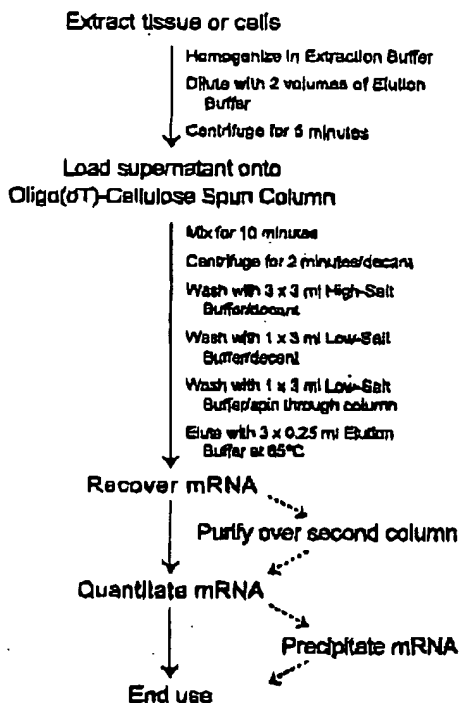 Extract tissue or cells
Homogenize in Extraction Buffer
Dilute with 2 volumes of Elution
Buffer
Centrifuge for 5 minutes
Load supernatant onto
Oligo(dT)-Cellulose Spun Column
Mix for 10 minutes
Centrifuge for 2 minutes/decant
Wash with 3 x 3 ml High-Salt
Buffer/decant
Wash with 1 x 3 ml Low-Salt
Buffer/decant
Wash with 1 x 3 ml Low-Salt
Buffer/spin through column
Elute with 3 x 0.25 ml Elution
Buffer at 65°C
Recover mRNA
Purify over second column
Quantitate mRNA
Precipitate mRNA
End use